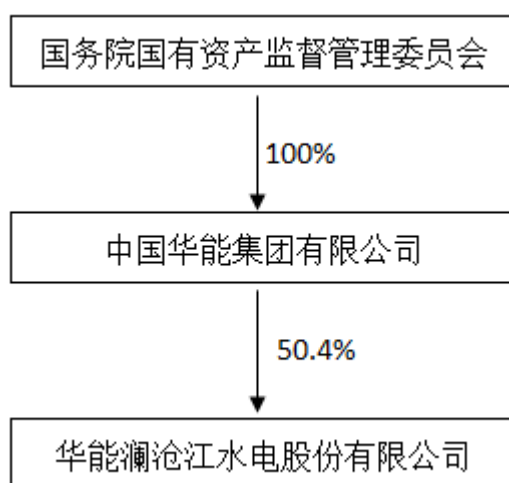 国务院国有资产监督管理委员会
100%
中国华能集团有限公司
50.4%
华能澜沧江水电股份有限公司